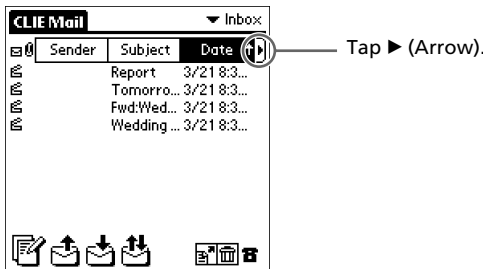 CLIE Mail ▼ Inbox
Sender Subject Date
Tap ► (Arrow).
Report 3/21 8:3...
Tomorro... 3/21 8:3...
Fwd:Wed... 3/21 8:3...
Wedding ... 3/21 8:3...